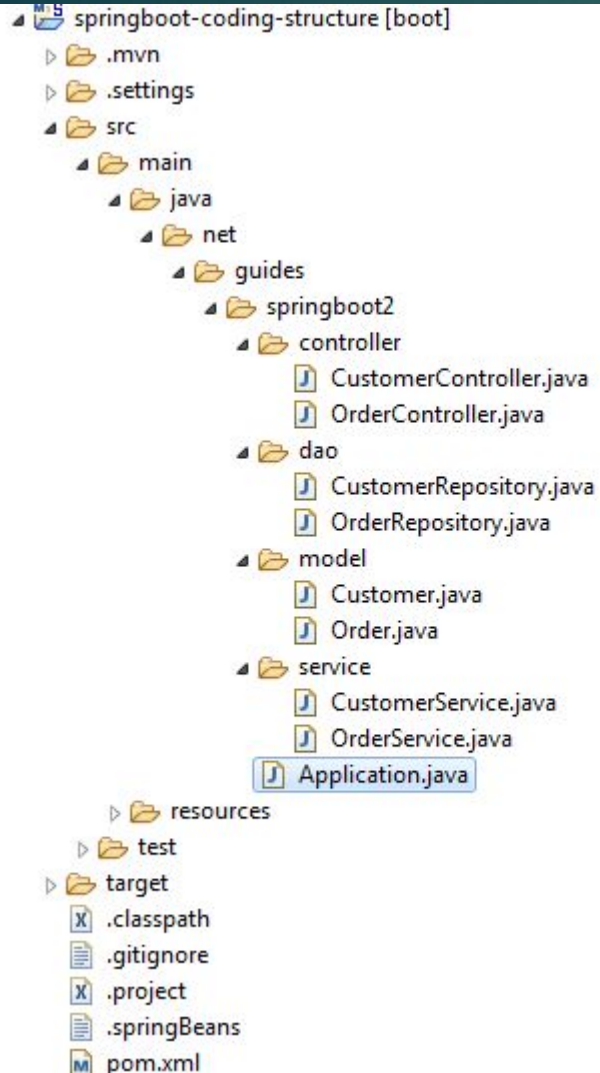 springboot-coding-structure [boot]
.mvn
.settings
src
main
java
net
guides
springboot2
controller
CustomerController.java
OrderController.java
dao
CustomerRepository.java
OrderRepository.java
model
Customer.java
Order.java
service
CustomerService.java
OrderService.java
Application.java
resources
test
target
.classpath
.gitignore
.project
.springBeans
pom.xml